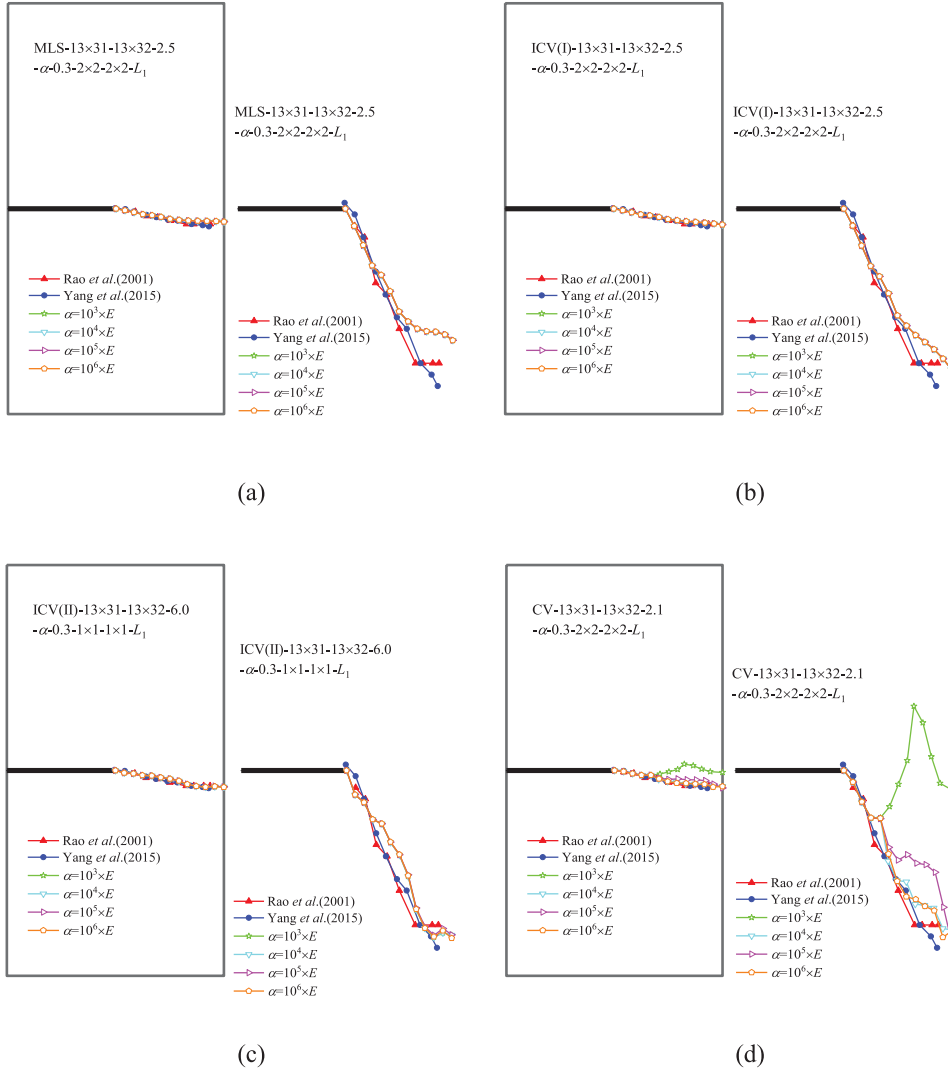 MLS-13×31-13×32-2.5
-α-0.3-2×2-2×2-L₁
MLS-13×31-13×32-2.5
-α-0.3-2×2-2×2-L₁
Rao et al.(2001)
Yang et al.(2015)
α=10³×E
α=10⁴×E
α=10⁵×E
α=10⁶×E
Rao et al.(2001)
Yang et al.(2015)
α=10³×E
α=10⁴×E
α=10⁵×E
α=10⁶×E
(a)
ICV(I)-13×31-13×32-2.5
-α-0.3-2×2-2×2-L₁
ICV(I)-13×31-13×32-2.5
-α-0.3-2×2-2×2-L₁
Rao et al.(2001)
Yang et al.(2015)
α=10³×E
α=10⁴×E
α=10⁵×E
α=10⁶×E
Rao et al.(2001)
Yang et al.(2015)
α=10³×E
α=10⁴×E
α=10⁵×E
α=10⁶×E
(b)
ICV(II)-13×31-13×32-6.0
-α-0.3-1×1-1×1-L₁
ICV(II)-13×31-13×32-6.0
-α-0.3-1×1-1×1-L₁
Rao et al.(2001)
Yang et al.(2015)
α=10³×E
α=10⁴×E
α=10⁵×E
α=10⁶×E
Rao et al.(2001)
Yang et al.(2015)
α=10³×E
α=10⁴×E
α=10⁵×E
α=10⁶×E
(c)
CV-13×31-13×32-2.1
-α-0.3-2×2-2×2-L₁
CV-13×31-13×32-2.1
-α-0.3-2×2-2×2-L₁
Rao et al.(2001)
Yang et al.(2015)
α=10³×E
α=10⁴×E
α=10⁵×E
α=10⁶×E
Rao et al.(2001)
Yang et al.(2015)
α=10³×E
α=10⁴×E
α=10⁵×E
α=10⁶×E
(d)